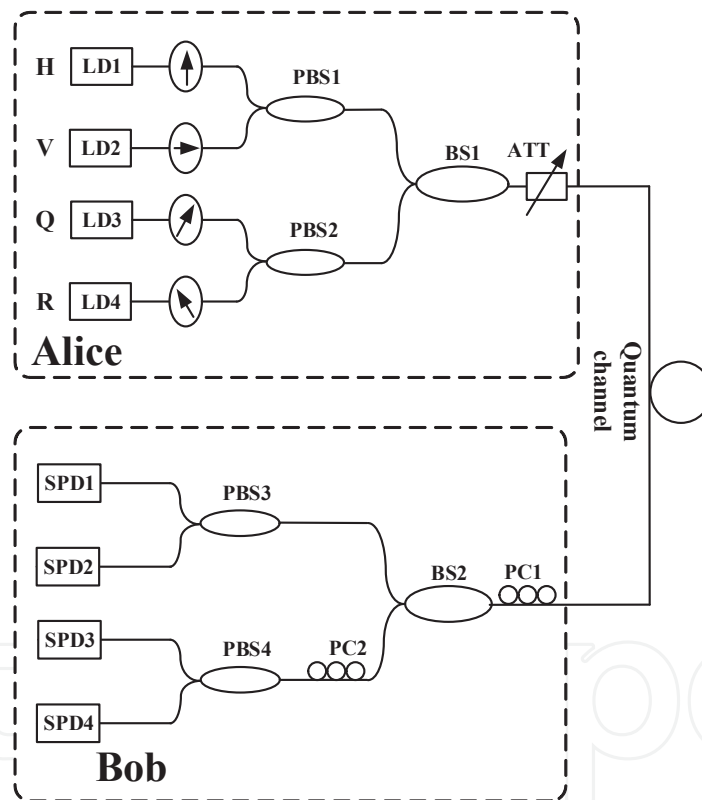 H
LD1
PBS1
V
LD2
BS1
ATT
Q
LD3
PBS2
R
LD4
Alice
Quantum
channel
SPD1
PBS3
SPD2
BS2
PC1
SPD3
PBS4
PC2
SPD4
Bob